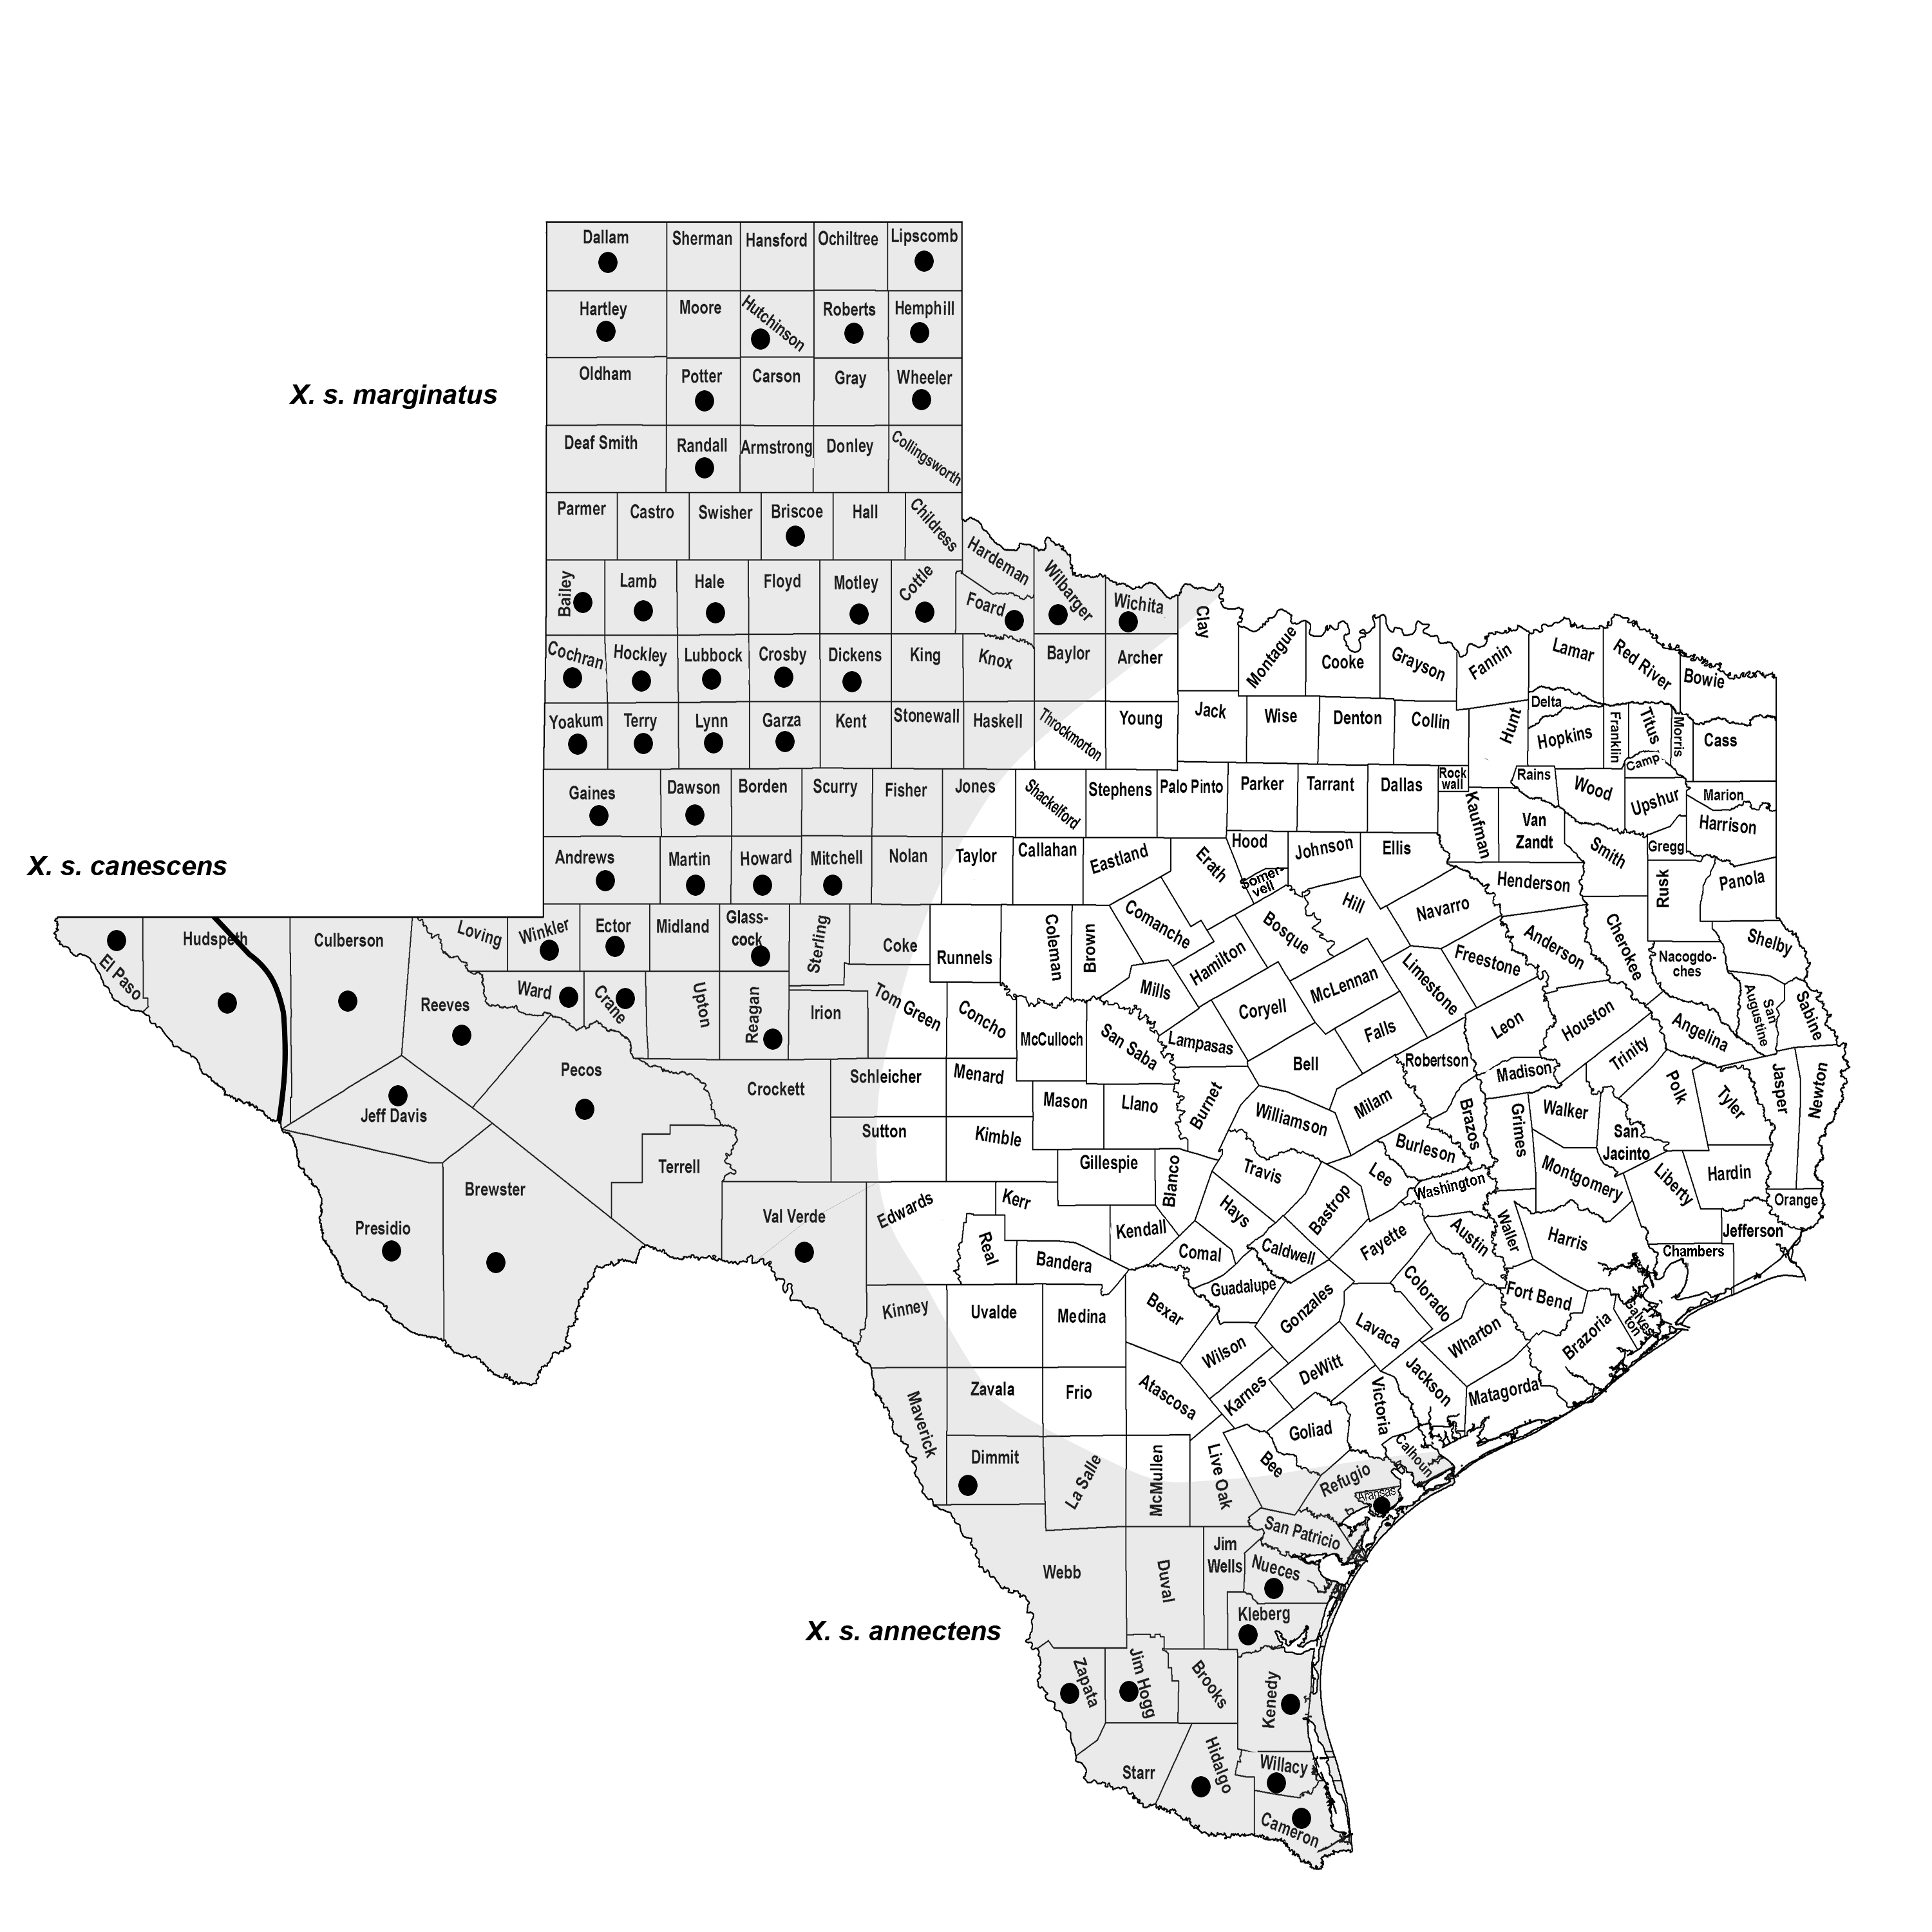 Dallam
Sherman
Hansford
Ochiltree
Lipscomb
Hartley
Moore
Hutchinson
Roberts
Hemphill
Oldham
Potter
Carson
Gray
Wheeler
X. s. marginatus
Deaf Smith
Randall
Armstrong
Donley
Collingsworth
Parmer
Castro
Swisher
Briscoe
Hall
Childress
Hardeman
Bailey
Lamb
Hale
Floyd
Motley
Cottle
Foard
Wilbarger
Wichita
Clay
Montague
Cooke
Grayson
Fannin
Lamar
Red River
Bowie
Cochran
Hockley
Lubbock
Crosby
Dickens
King
Knox
Baylor
Archer
Yoakum
Terry
Lynn
Garza
Kent
Stonewall
Haskell
Throckmorton
Young
Jack
Wise
Denton
Collin
Hunt
Delta
Hopkins
Franklin
Titus
Morris
Cass
Camp
Gaines
Dawson
Borden
Scurry
Fisher
Jones
Shackelford
Stephens
Palo Pinto
Parker
Tarrant
Dallas
Rock
wall
Kaufman
Rains
Wood
Upshur
Marion
Harrison
Van
Zandt
Smith
Gregg
X. s. canescens
Andrews
Martin
Howard
Mitchell
Nolan
Taylor
Callahan
Eastland
Erath
Hood
Somer-
vell
Johnson
Ellis
Henderson
Rusk
Panola
El Paso
Hudspeth
Culberson
Loving
Winkler
Ector
Midland
Glass-
cock
Sterling
Coke
Runnels
Coleman
Brown
Comanche
Hamilton
Bosque
Hill
Navarro
Freestone
Anderson
Cherokee
Nacogdo-
ches
Shelby
Reeves
Ward
Crane
Upton
Reagan
Irion
Tom Green
Concho
McCulloch
San Saba
Mills
Lampasas
Coryell
McLennan
Limestone
Falls
Bell
Leon
Houston
Trinity
Angelina
San
Augustine
Sabine
Jeff Davis
Pecos
Crockett
Schleicher
Menard
Mason
Llano
Burnet
Williamson
Milam
Robertson
Brazos
Madison
Grimes
Walker
San
Jacinto
Polk
Tyler
Jasper
Newton
Presidio
Brewster
Terrell
Val Verde
Sutton
Kimble
Gillespie
Blanco
Travis
Burleson
Lee
Washington
Montgomery
Liberty
Hardin
Orange
Edwards
Kerr
Real
Bandera
Kendall
Comal
Hays
Caldwell
Bastrop
Fayette
Austin
Waller
Harris
Chambers
Jefferson
Kinney
Uvalde
Medina
Bexar
Guadalupe
Gonzales
Lavaca
Colorado
Wharton
Fort Bend
Brazoria
Galves-
ton
Maverick
Zavala
Frio
Atascosa
Wilson
Karnes
DeWitt
Victoria
Jackson
Matagorda
Dimmit
La Salle
McMullen
Live Oak
Bee
Goliad
Refugio
Calhoun
Aransas
San Patricio
Webb
Duval
Jim
Wells
Nueces
Kleberg
X. s. annectens
Zapata
Jim Hogg
Brooks
Kenedy
Starr
Hidalgo
Willacy
Cameron